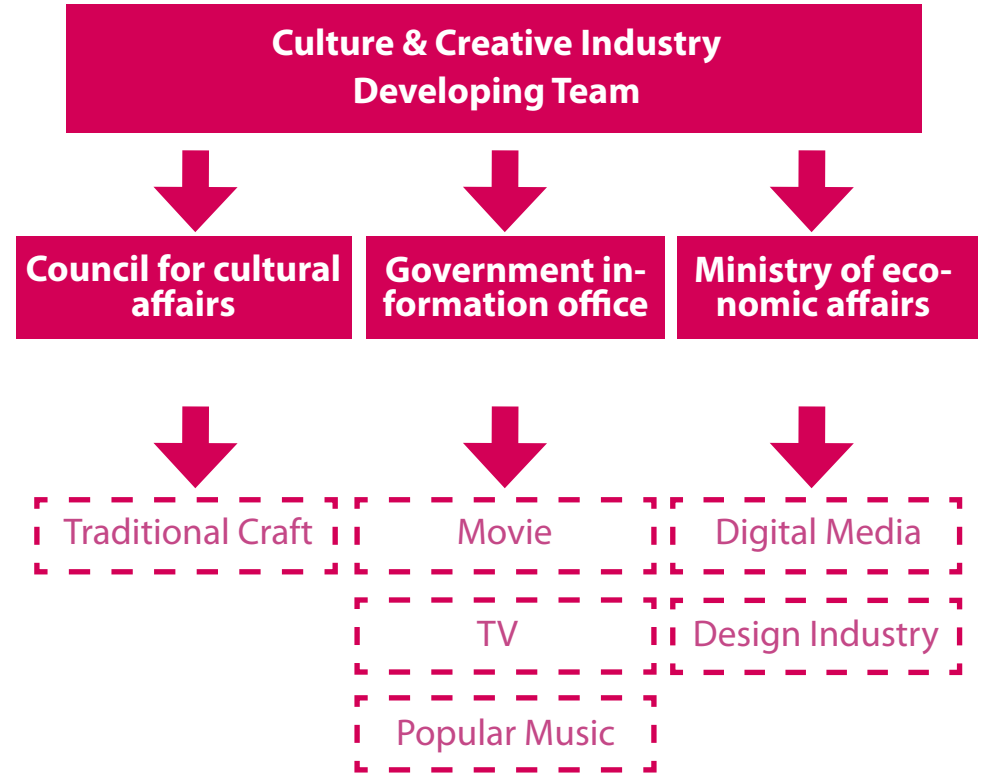 Culture & Creative Industry
Developing Team
Council for cultural
affairs
Government in-
formation office
Ministry of eco-
nomic affairs
Traditional Craft
Movie
Digital Media
TV
Design Industry
Popular Music